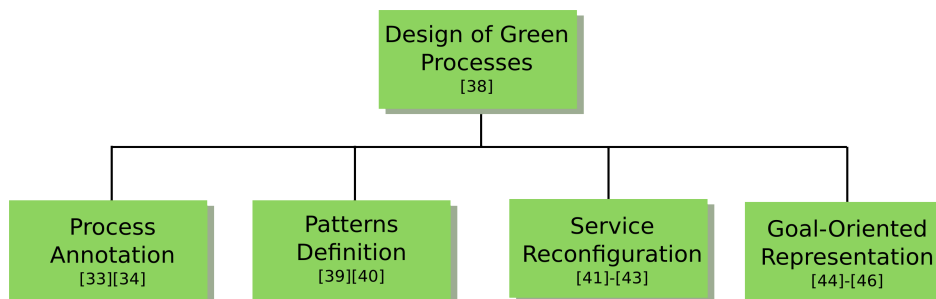 Design of Green
Processes
[38]
Process
Annotation
[33][34]
Patterns
Definition
[39][40]
Service
Reconfiguration
[41]-[43]
Goal-Oriented
Representation
[44]-[46]